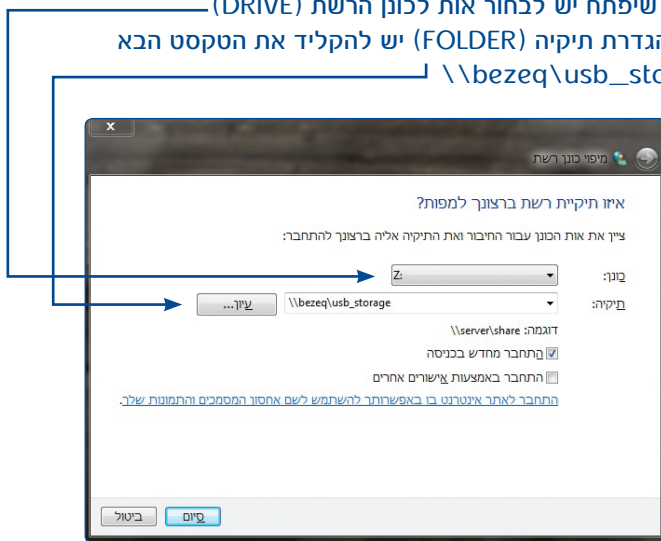 שיפתח יש לבחור אות לכונן הרשת (DRIVE)
הגדרת תיקיה (FOLDER) יש להקליד את הטקסט הבא
\\bezeq\usb_sto
x
מיפוי כונן רשת
איזו תיקיית רשת ברצונך למפות?
ציין את אות הכונן עבור החיבור ואת התיקיה אליה ברצונך להתחבר:
כונן: Z:
תיקיה: \\bezeq\usb_storage עיון...
דוגמה: \\server\share
התחבר מחדש בכניסה
התחבר באמצעות אישורים אחרים
התחבר לאתר אינטרנט בו באפשרותך להשתמש לשם אחסון המסמכים והתמונות שלך.
סיום ביטול